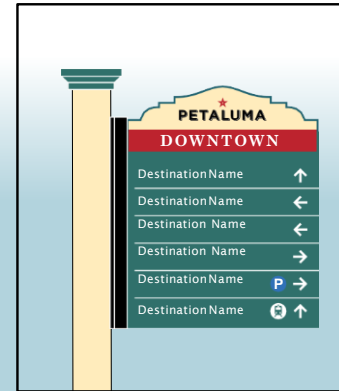 PETALUMA
DOWNTOWN
DestinationName ↑
DestinationName ←
Destination Name ←
Destination Name →
DestinationName P →
DestinationName ↑